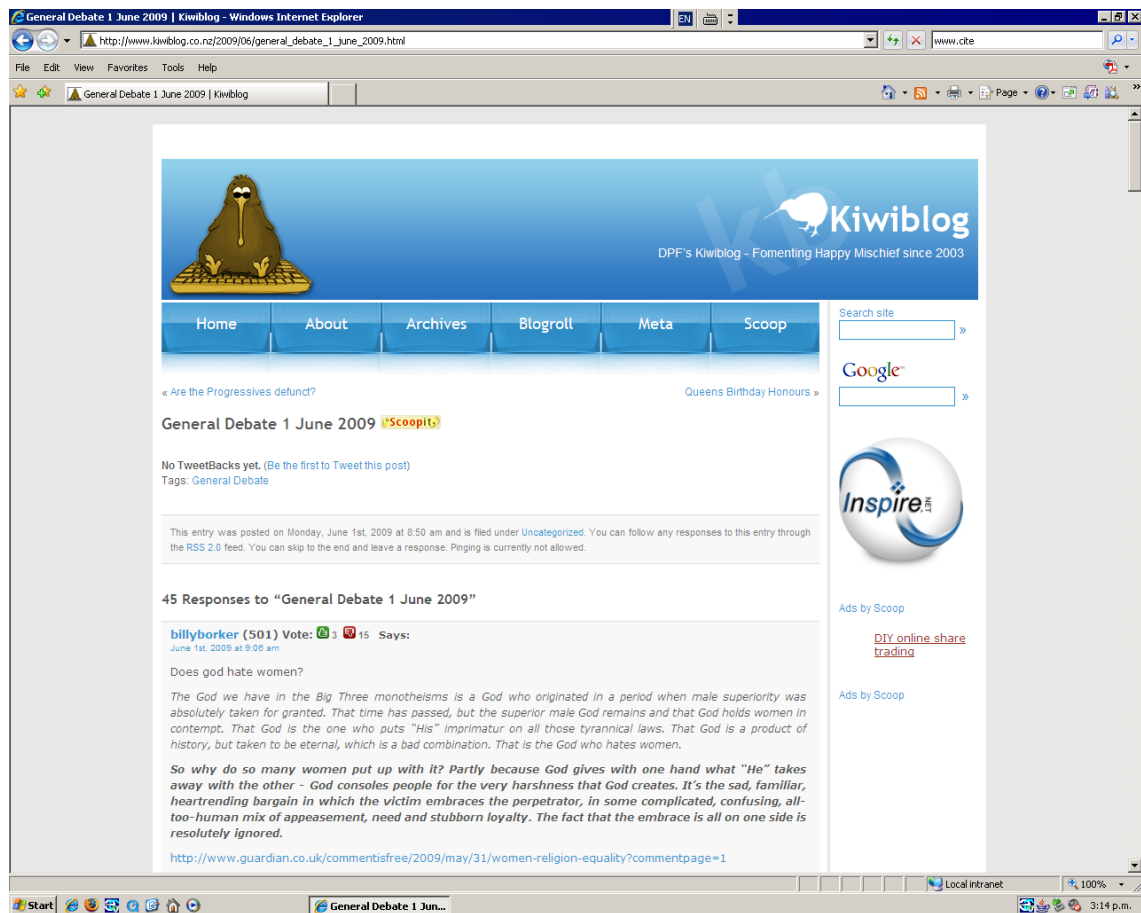 General Debate 1 June 2009 | Kiwiblog - Windows Internet Explorer
EN
http://www.kiwiblog.co.nz/2009/06/general_debate_1_june_2009.html
www.cite
File Edit View Favorites Tools Help
General Debate 1 June 2009 | Kiwiblog
Page
kb
Kiwiblog
DPF's Kiwiblog - Fomenting Happy Mischief since 2003
Home About Archives Blogroll Meta Scoop
Search site
»
Google
»
« Are the Progressives defunct?
Queens Birthday Honours »
General Debate 1 June 2009 Scoopit
No TweetBacks yet. (Be the first to Tweet this post)
Tags: General Debate
Inspire.NET
This entry was posted on Monday, June 1st, 2009 at 8:50 am and is filed under Uncategorized. You can follow any responses to this entry through
the RSS 2.0 feed. You can skip to the end and leave a response. Pinging is currently not allowed.
45 Responses to “General Debate 1 June 2009”
Ads by Scoop
DIY online share
trading
Ads by Scoop
billyborker (501) Vote: 3 15 Says:
June 1st, 2009 at 9:06 am
Does god hate women?
The God we have in the Big Three monotheisms is a God who originated in a period when male superiority was
absolutely taken for granted. That time has passed, but the superior male God remains and that God holds women in
contempt. That God is the one who puts “His” imprimatur on all those tyrannical laws. That God is a product of
history, but taken to be eternal, which is a bad combination. That is the God who hates women.
So why do so many women put up with it? Partly because God gives with one hand what “He” takes
away with the other – God consoles people for the very harshness that God creates. It’s the sad, familiar,
heartrending bargain in which the victim embraces the perpetrator, in some complicated, confusing, all-
too-human mix of appeasement, need and stubborn loyalty. The fact that the embrace is all on one side is
resolutely ignored.
http://www.guardian.co.uk/commentisfree/2009/may/31/women-religion-equality?commentpage=1
Local intranet
100%
Start
General Debate 1 Jun...
3:14 p.m.